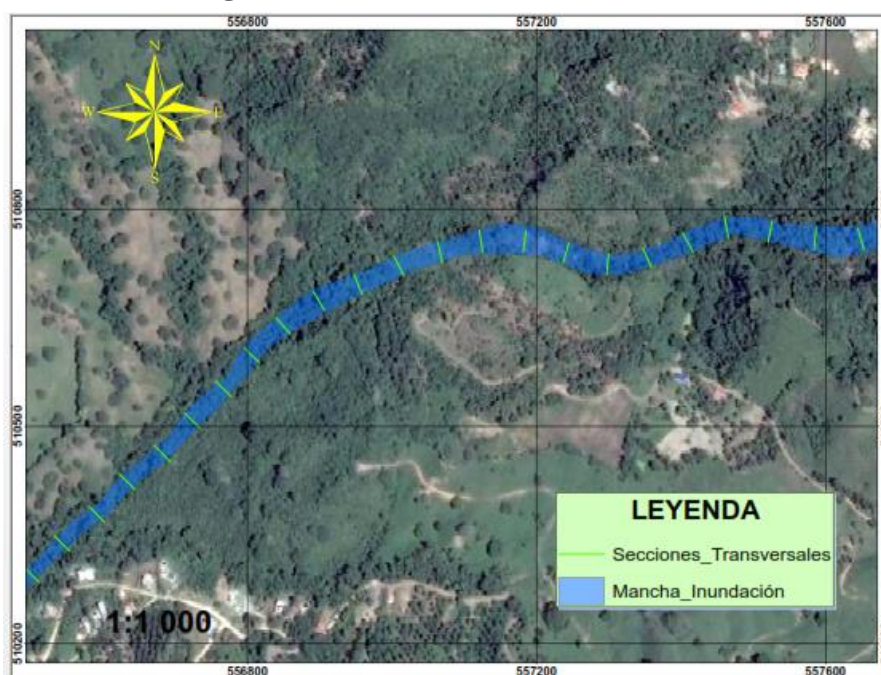 556800 557200 557600
N
W E
S
510800
510500
LEYENDA
Secciones_Transversales
Mancha_Inundación
1:1 000
510200
556800 557200 557600